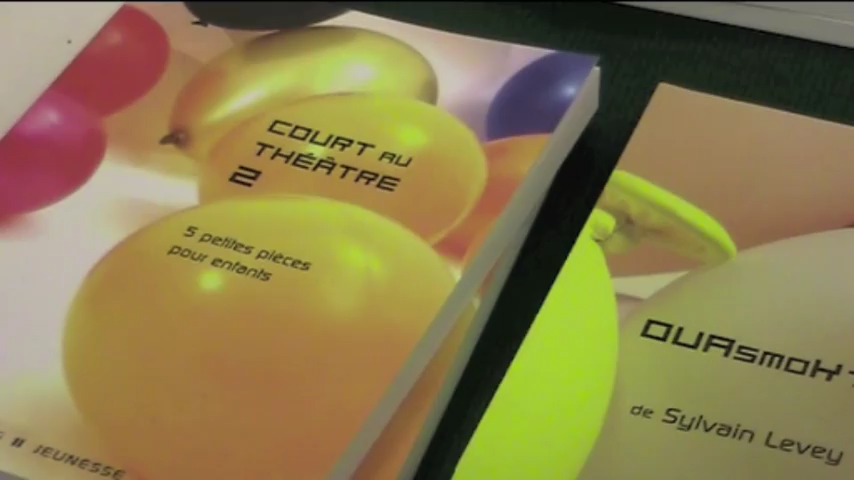 COURT AU
THÉÂTRE
2
5 petites pièces
pour enfants
JEUNESSE
OUASMOK
de Sylvain Levey